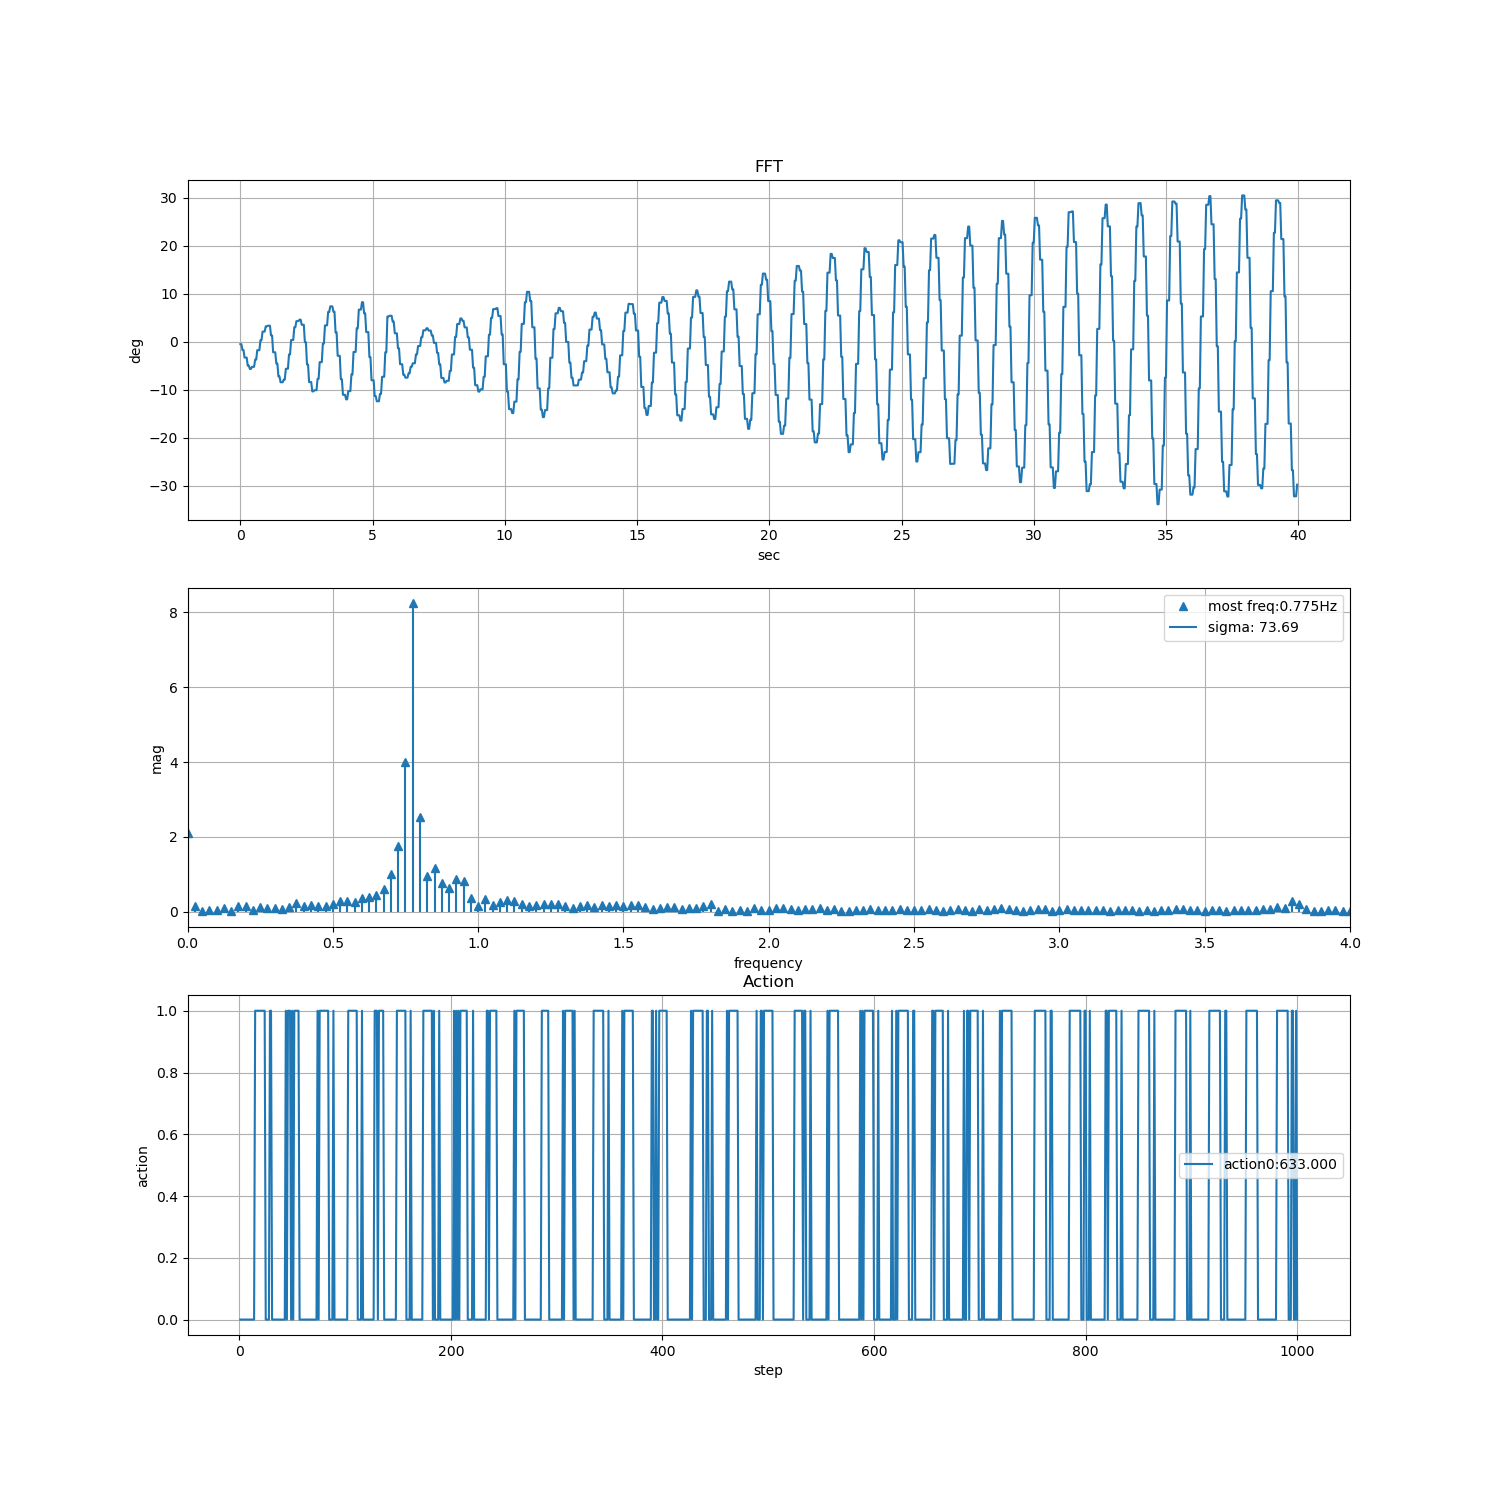 FFT
30
20
10
0
−10
−20
−30
deg
0 5 10 15 20 25 30 35 40
sec
most freq:0.775Hz
sigma: 73.69
8
6
4
2
0
mag
0.0 0.5 1.0 1.5 2.0 2.5 3.0 3.5 4.0
frequency
Action
1.0
0.8
0.6
0.4
0.2
0.0
action
action0:633.000
0 200 400 600 800 1000
step